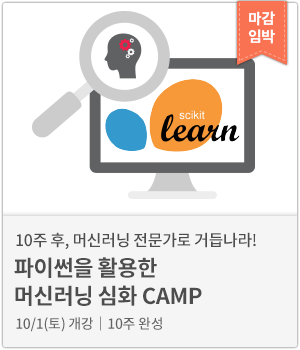 마감
임박
scikit
learn
10주 후, 머신러닝 전문가로 거듭나라!
파이썬을 활용한
머신러닝 심화 CAMP
10/1(토) 개강 | 10주 완성